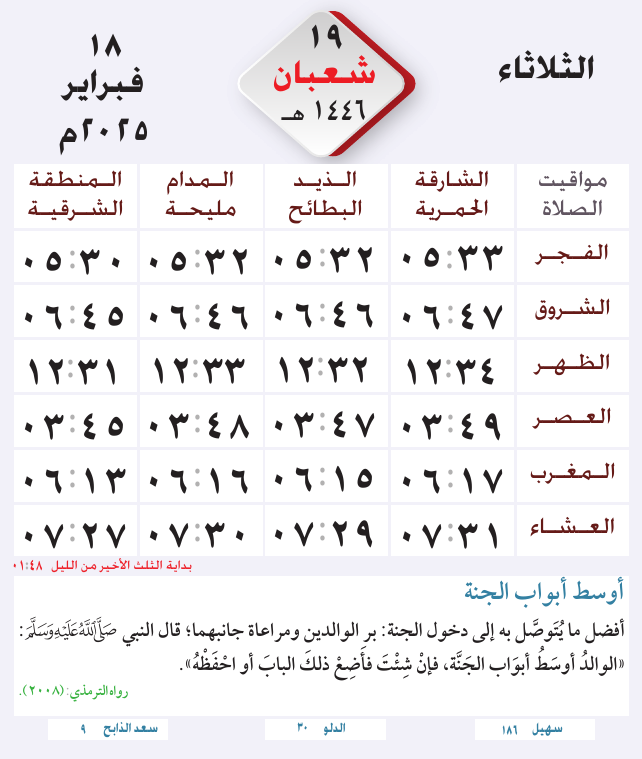 الثلاثاء
١٩
شعبان
١٤٤٦ هـ
١٨
فبراير
٢٠٢٥م
مواقيت الصلاة | الشارقة الحمرية | الذيد البطائح | المدام مليحة | المنطقة الشرقية
الفجر ٠٥:٣٣ ٠٥:٣٢ ٠٥:٣٢ ٠٥:٣٠
الشروق ٠٦:٤٧ ٠٦:٤٦ ٠٦:٤٦ ٠٦:٤٥
الظهر ١٢:٣٤ ١٢:٣٢ ١٢:٣٣ ١٢:٣١
العصر ٠٣:٤٩ ٠٣:٤٧ ٠٣:٤٨ ٠٣:٤٥
المغرب ٠٦:١٧ ٠٦:١٥ ٠٦:١٦ ٠٦:١٣
العشاء ٠٧:٣١ ٠٧:٢٩ ٠٧:٣٠ ٠٧:٢٧
بداية الثلث الأخير من الليل ٠١:٤٨
أوسط أبواب الجنة
أفضل ما يُتَوصَّل به إلى دخول الجنة: بر الوالدين ومراعاة جانبهما؛ قال النبي صَلَّى اللَّهُ عَلَيْهِ وَسَلَّمَ:
«الوالدُ أوسَطُ أبوَاب الجَنَّة، فإنْ شِئْتَ فأَضِعْ ذلكَ البابَ أو احْفَظْهُ».
رواه الترمذي: (٢٠٠٨).
سهيل ١٨٦
الدلو ٣٠
سعد الذابح ٩